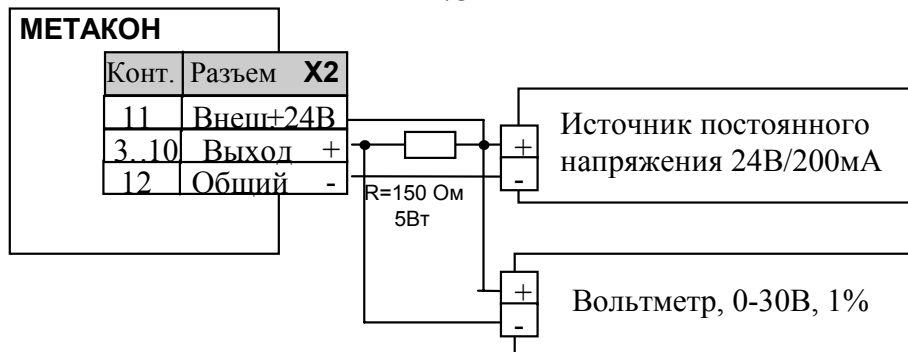 МЕТАКОН
Конт. Разъем X2
11 Внеш+24В
3..10 Выход +
12 Общий -
R=150 Ом
5Вт
+
-
Источник постоянного
напряжения 24В/200мА
+
-
Вольтметр, 0-30В, 1%